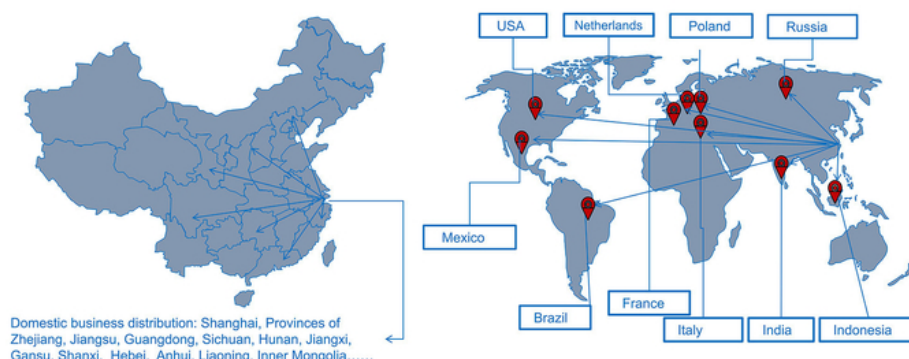 USA
Netherlands
Poland
Russia
Mexico
Brazil
France
Italy
India
Indonesia
Domestic business distribution: Shanghai, Provinces of
Zhejiang, Jiangsu, Guangdong, Sichuan, Hunan, Jiangxi,
Gansu, Shanxi, Hebei, Anhui, Liaoning, Inner Mongolia......